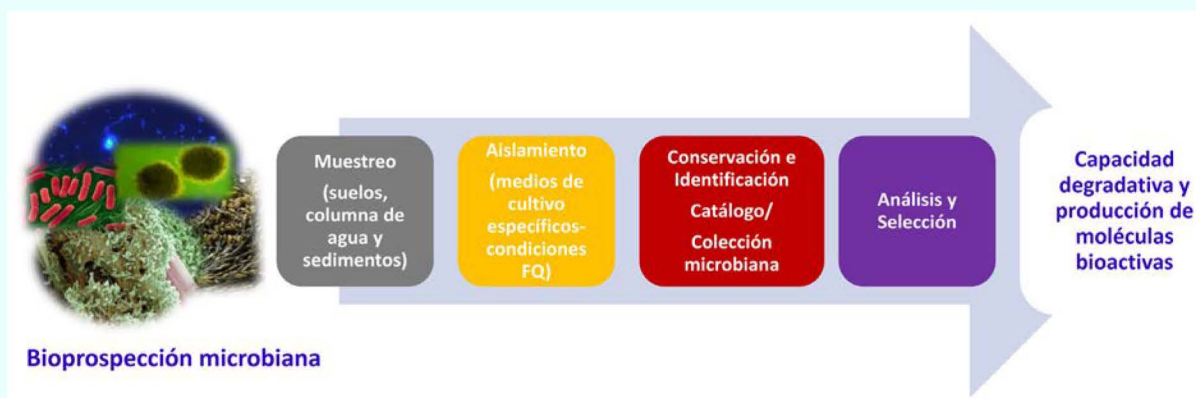 Muestreo
(suelos,
columna de
agua y
sedimentos)
Aislamiento
(medios de
cultivo
específicos-
condiciones
FQ)
Conservación e
Identificación
Catálogo/
Colección
microbiana
Análisis y
Selección
Capacidad
degradativa y
producción de
moléculas
bioactivas
Bioprospección microbiana